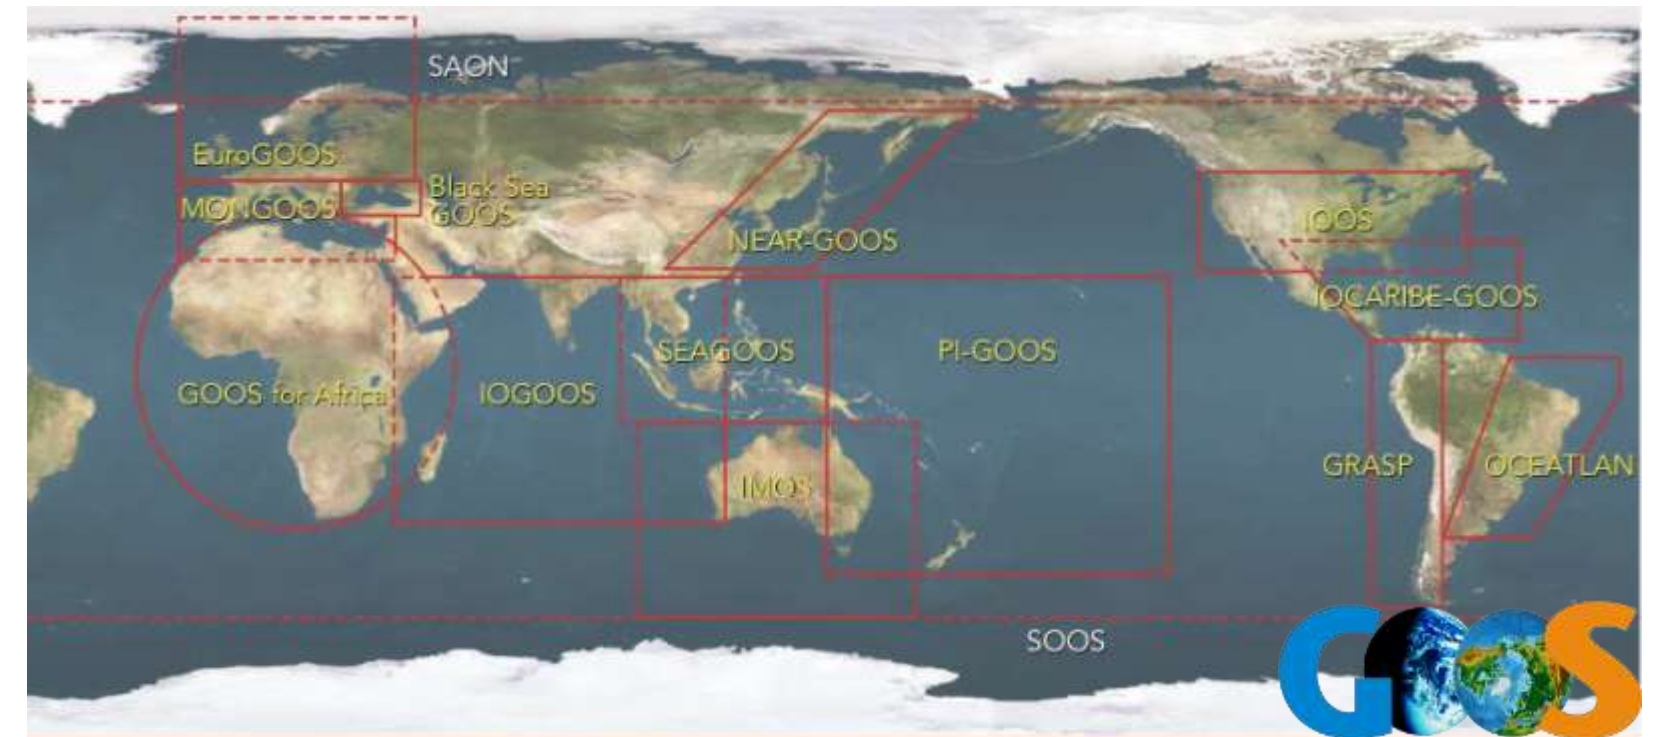 SAON
EuroGOOS
Black Sea
GOOS
MONGOOS
NEAR-GOOS
IOOS
IOCARIBE-GOOS
SEAGOOS
PI-GOOS
GOOS for Africa
IOGOOS
GRASP
OCEATLAN
IMOS
SOOS
GOOS